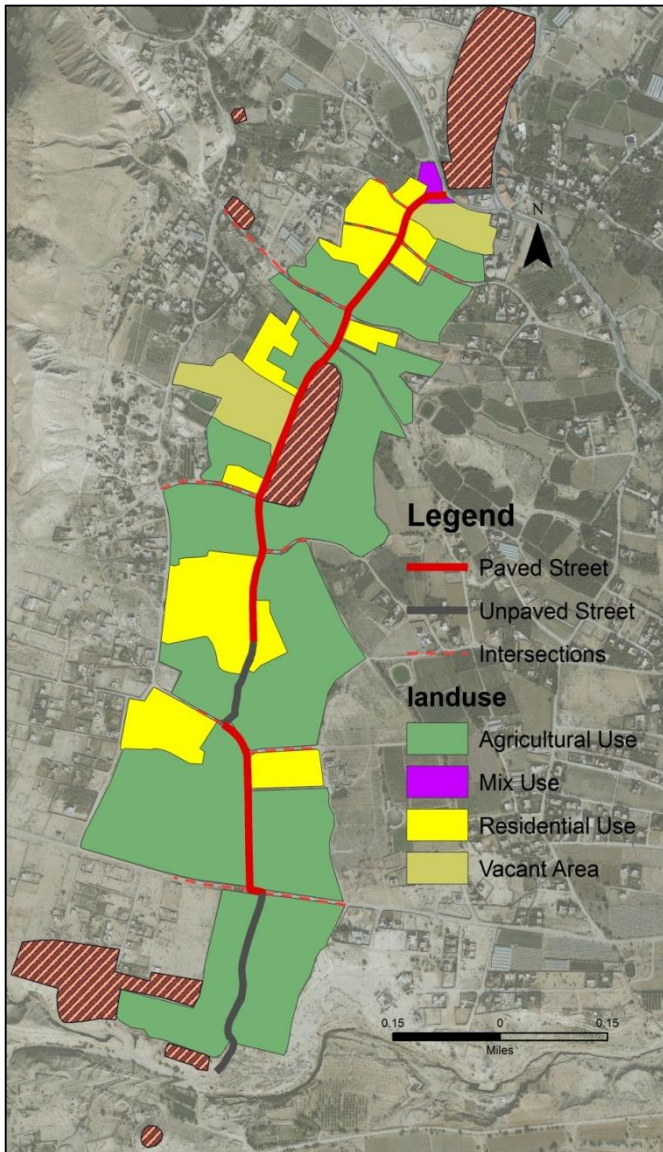 N
Legend
Paved Street
Unpaved Street
Intersections
landuse
Agricultural Use
Mix Use
Residential Use
Vacant Area
0.15 0 0.15
Miles